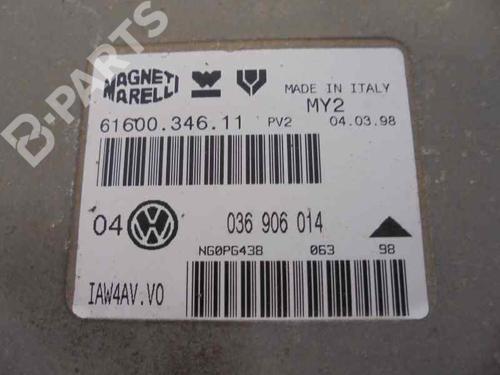 B-PARTS
MAGNETI MARELLI
MADE IN ITALY
MY2
61600.346.11 PV2 04.03.98
04 VW 036 906 014
NG0PG438 063 98
IAW4AV.V0